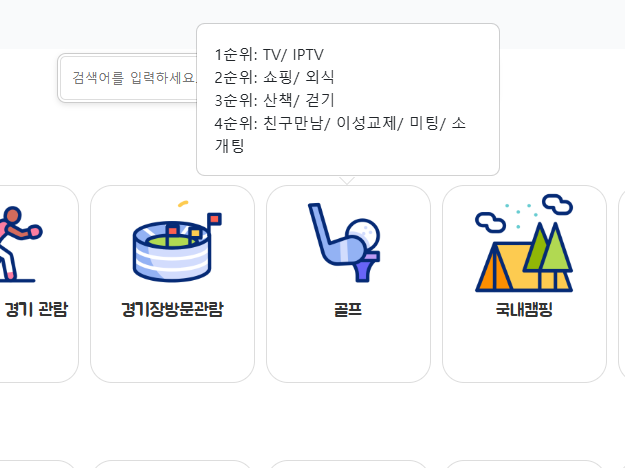 1순위: TV/ IPTV
2순위: 쇼핑/ 외식
3순위: 산책/ 걷기
4순위: 친구만남/ 이성교제/ 미팅/ 소
개팅
검색어를 입력하세요
경기 관람
경기장방문관람
골프
국내캠핑